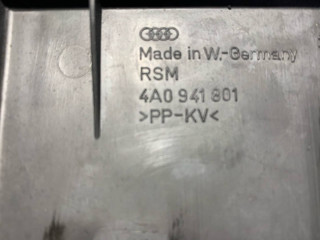 Made in W.-Germany
RSM
4A0 941 801
>PP-KV<